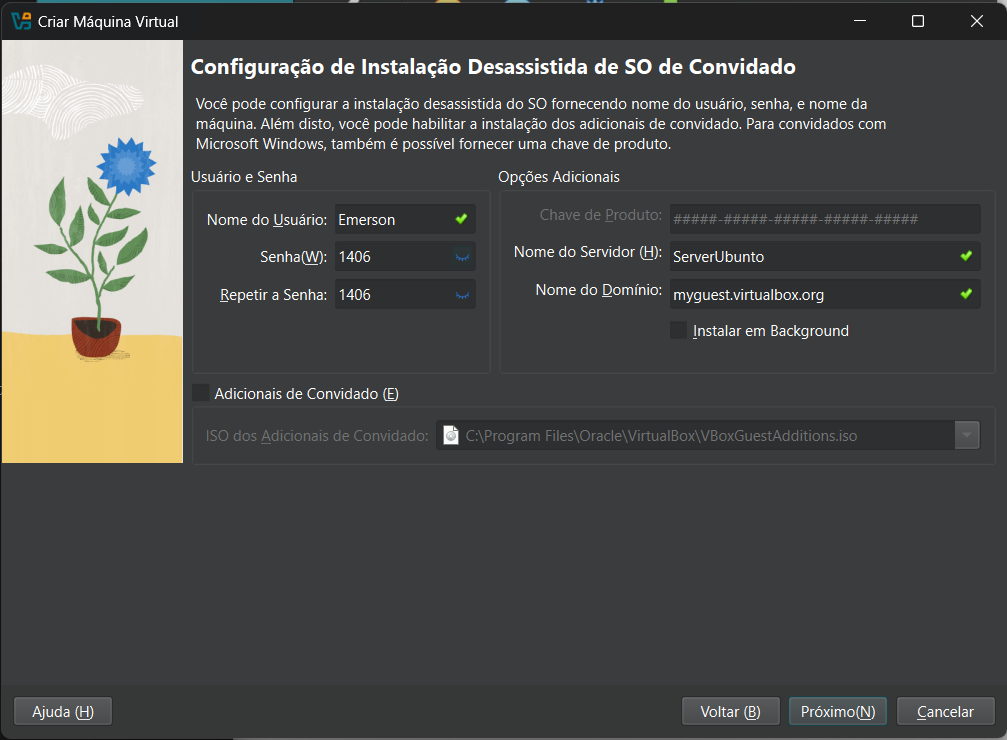 Criar Máquina Virtual
Configuração de Instalação Desassistida de SO de Convidado
Você pode configurar a instalação desassistida do SO fornecendo nome do usuário, senha, e nome da
máquina. Além disto, você pode habilitar a instalação dos adicionais de convidado. Para convidados com
Microsoft Windows, também é possível fornecer uma chave de produto.
Usuário e Senha
Nome do Usuário: Emerson
Senha(W): 1406
Repetir a Senha: 1406
Opções Adicionais
Chave de Produto: #####-#####-#####-#####-#####
Nome do Servidor (H): ServerUbunto
Nome do Domínio: myguest.virtualbox.org
Instalar em Background
Adicionais de Convidado (E)
ISO dos Adicionais de Convidado: C:\Program Files\Oracle\VirtualBox\VBoxGuestAdditions.iso
Ajuda (H) Voltar (B) Próximo(N) Cancelar